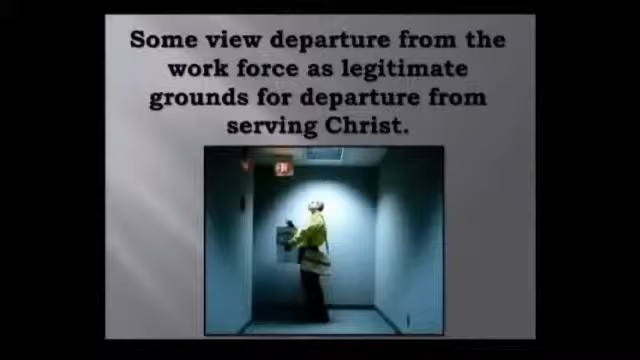 Some view departure from the
work force as legitimate
grounds for departure from
serving Christ.